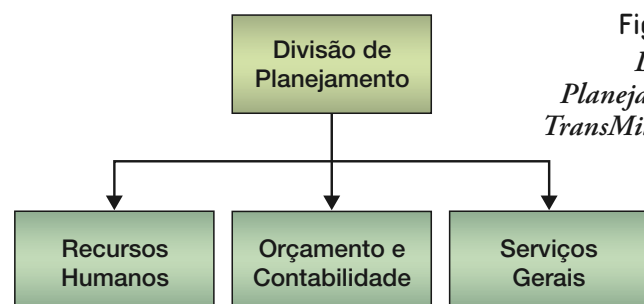 Divisão de
Planejamento
Recursos
Humanos
Orçamento e
Contabilidade
Serviços
Gerais